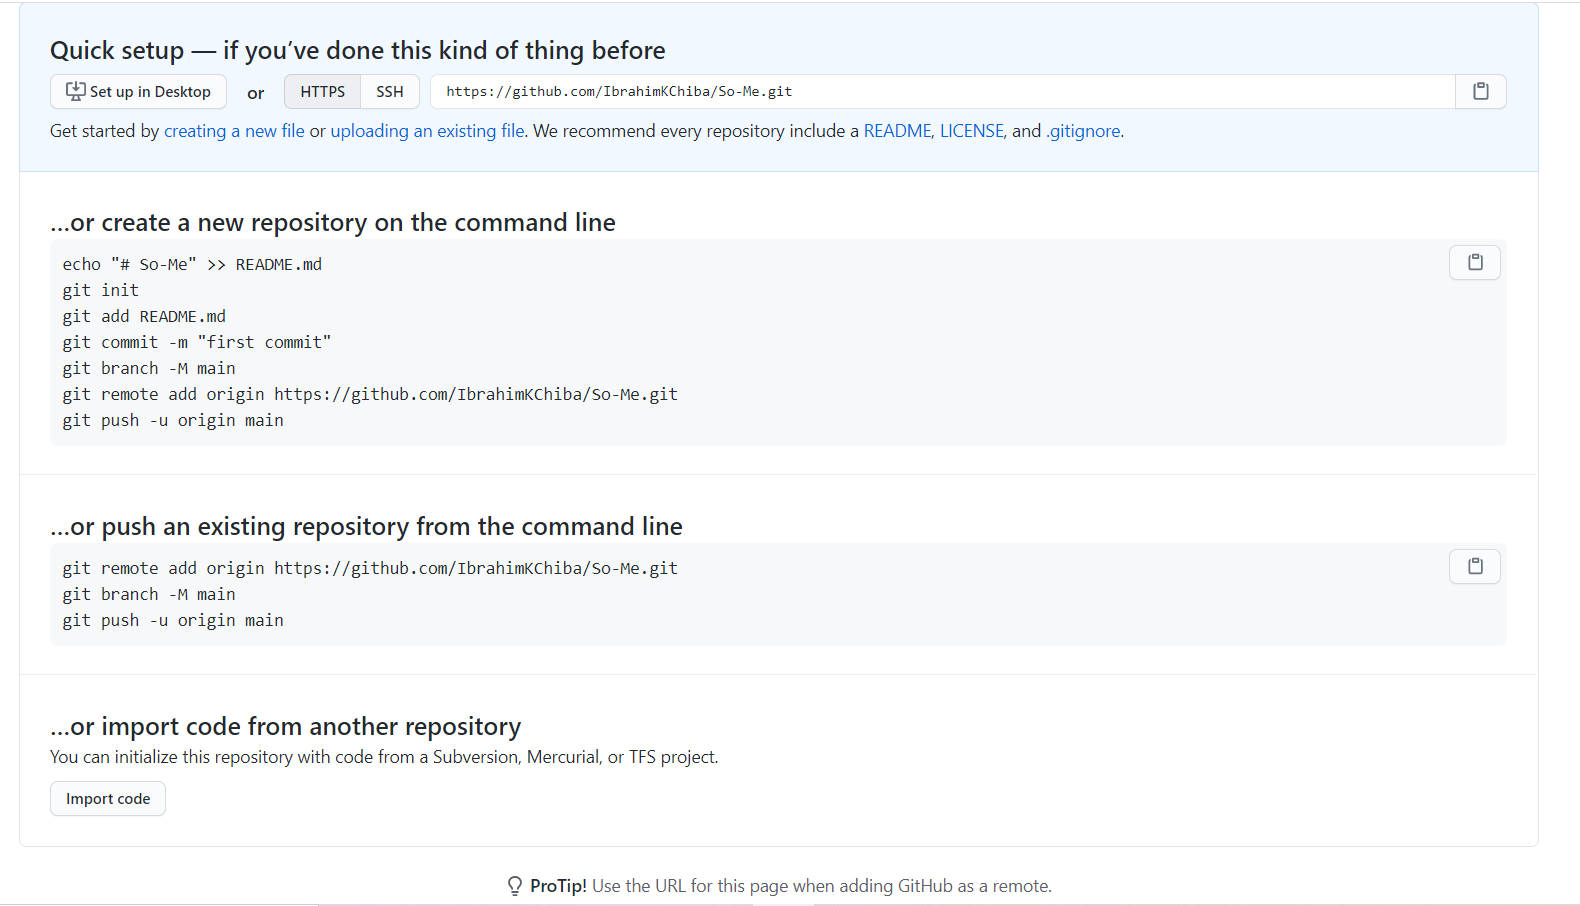 Quick setup — if you’ve done this kind of thing before
Set up in Desktop or HTTPS SSH https://github.com/IbrahimKChiba/So-Me.git
Get started by creating a new file or uploading an existing file. We recommend every repository include a README, LICENSE, and .gitignore.
…or create a new repository on the command line
echo "# So-Me" >> README.md
git init
git add README.md
git commit -m "first commit"
git branch -M main
git remote add origin https://github.com/IbrahimKChiba/So-Me.git
git push -u origin main
…or push an existing repository from the command line
git remote add origin https://github.com/IbrahimKChiba/So-Me.git
git branch -M main
git push -u origin main
…or import code from another repository
You can initialize this repository with code from a Subversion, Mercurial, or TFS project.
Import code
ProTip! Use the URL for this page when adding GitHub as a remote.